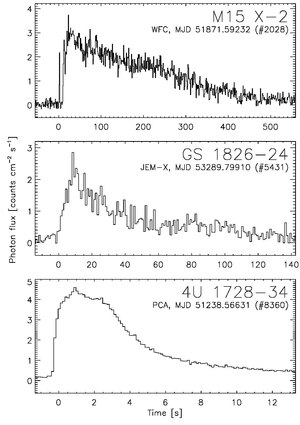 M15 X-2
WFC, MJD 51871.59232 (#2028)
4
3
2
1
0
0 100 200 300 400 500
GS 1826-24
JEM-X, MJD 53289.79910 (#5431)
3
2
1
0
0 20 40 60 80 100 120 140
Photon flux [counts cm⁻² s⁻¹]
4U 1728-34
PCA, MJD 51238.56631 (#8360)
5
4
3
2
1
0
0 2 4 6 8 10 12
Time [s]